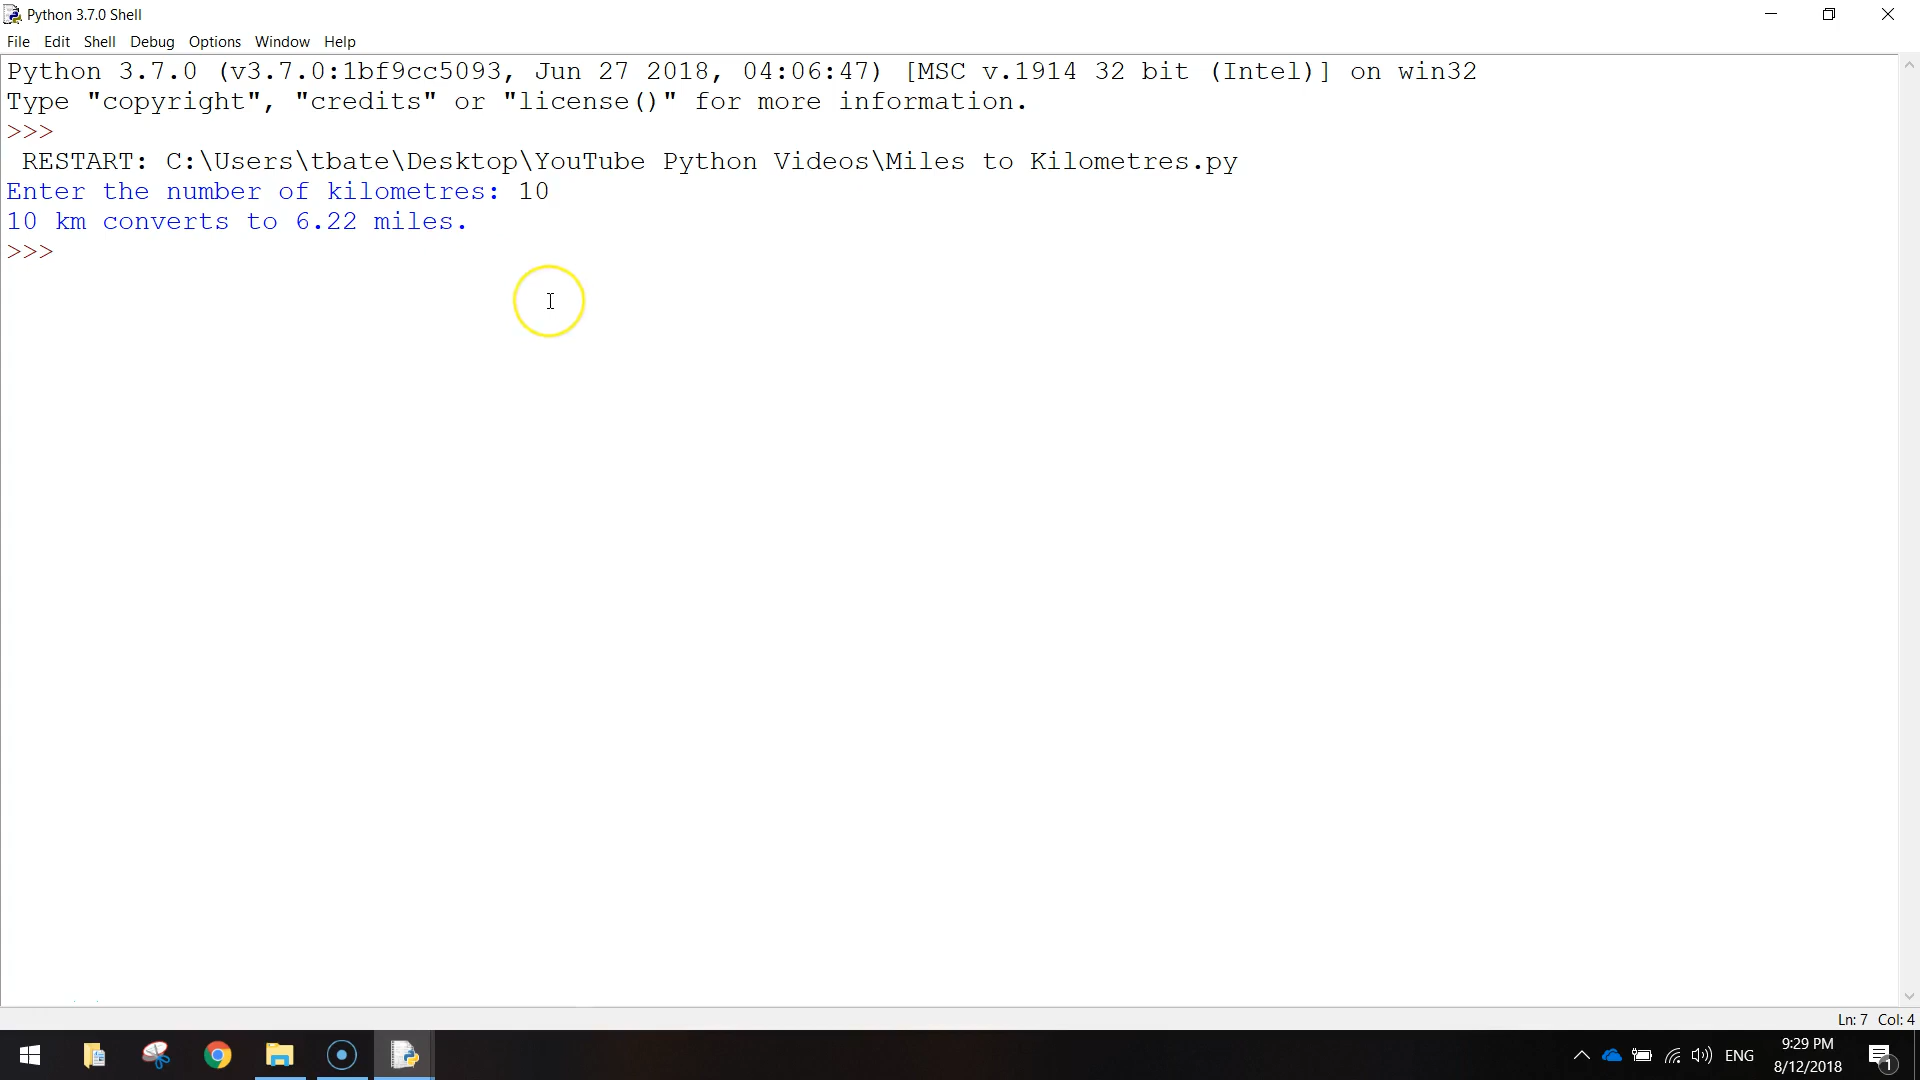 Python 3.7.0 Shell
File Edit Shell Debug Options Window Help
Python 3.7.0 (v3.7.0:1bf9cc5093, Jun 27 2018, 04:06:47) [MSC v.1914 32 bit (Intel)] on win32
Type "copyright", "credits" or "license()" for more information.
>>>
RESTART: C:\Users\tbate\Desktop\YouTube Python Videos\Miles to Kilometres.py
Enter the number of kilometres: 10
10 km converts to 6.22 miles.
>>>
Ln: 7 Col: 4
ENG
9:29 PM
8/12/2018
1